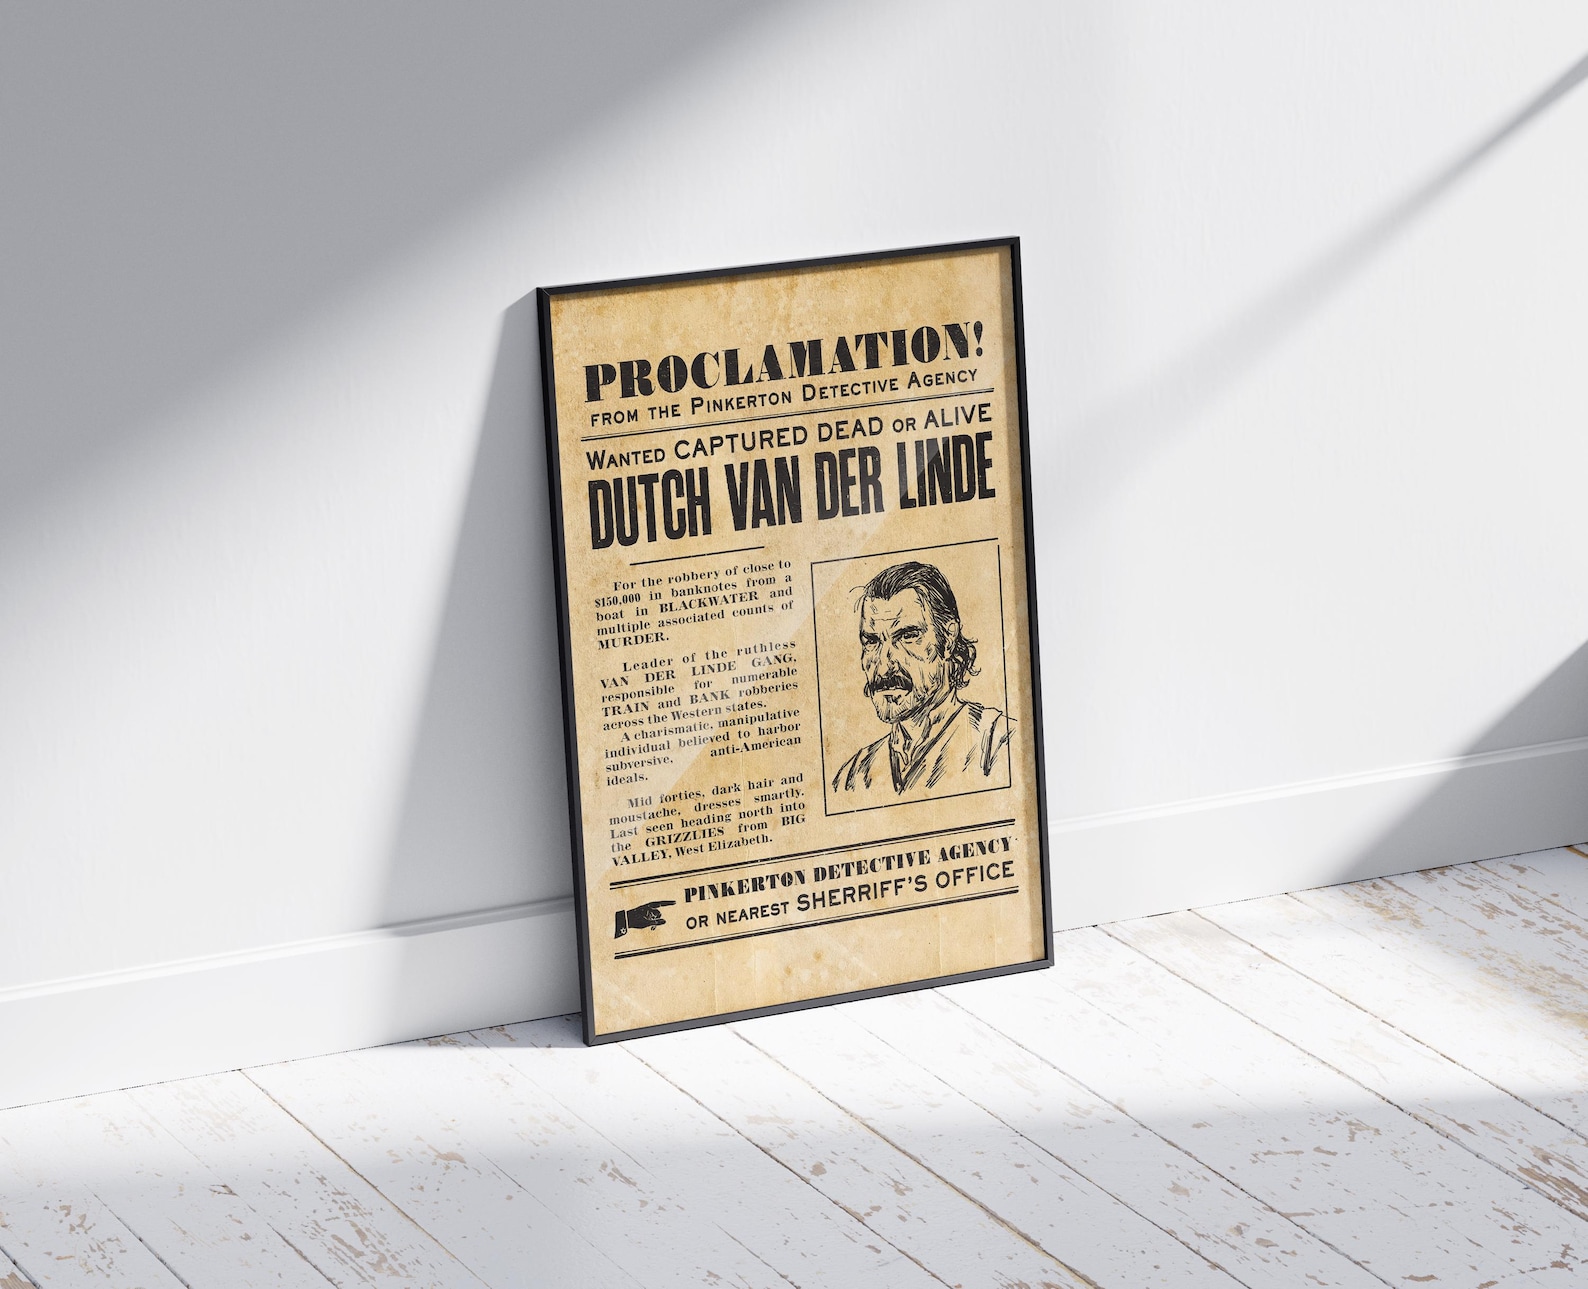 PROCLAMATION!
FROM THE PINKERTON DETECTIVE AGENCY
WANTED CAPTURED DEAD OR ALIVE
DUTCH VAN DER LINDE
For the robbery of close to
$150,000 in banknotes from a
boat in BLACKWATER and
multiple associated counts of
MURDER.
Leader of the ruthless
VAN DER LINDE GANG,
responsible for numerable
TRAIN and BANK robberies
across the Western states.
A charismatic, manipulative
individual believed to harbor
subversive, anti-American
ideals.
Mid forties, dark hair and
moustache, dresses smartly.
Last seen heading north into
the GRIZZLIES from BIG
VALLEY, West Elizabeth.
PINKERTON DETECTIVE AGENCY
OR NEAREST SHERRIFF'S OFFICE